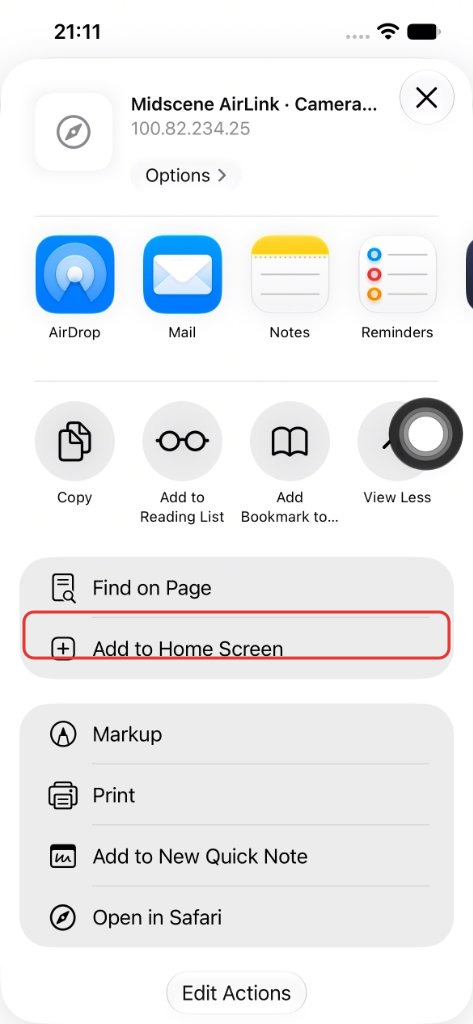 21:11
Midscene AirLink · Camera...
100.82.234.25
Options
AirDrop
Mail
Notes
Reminders
Copy
Add to
Reading List
Add
Bookmark to...
View Less
Find on Page
Add to Home Screen
Markup
Print
Add to New Quick Note
Open in Safari
Edit Actions